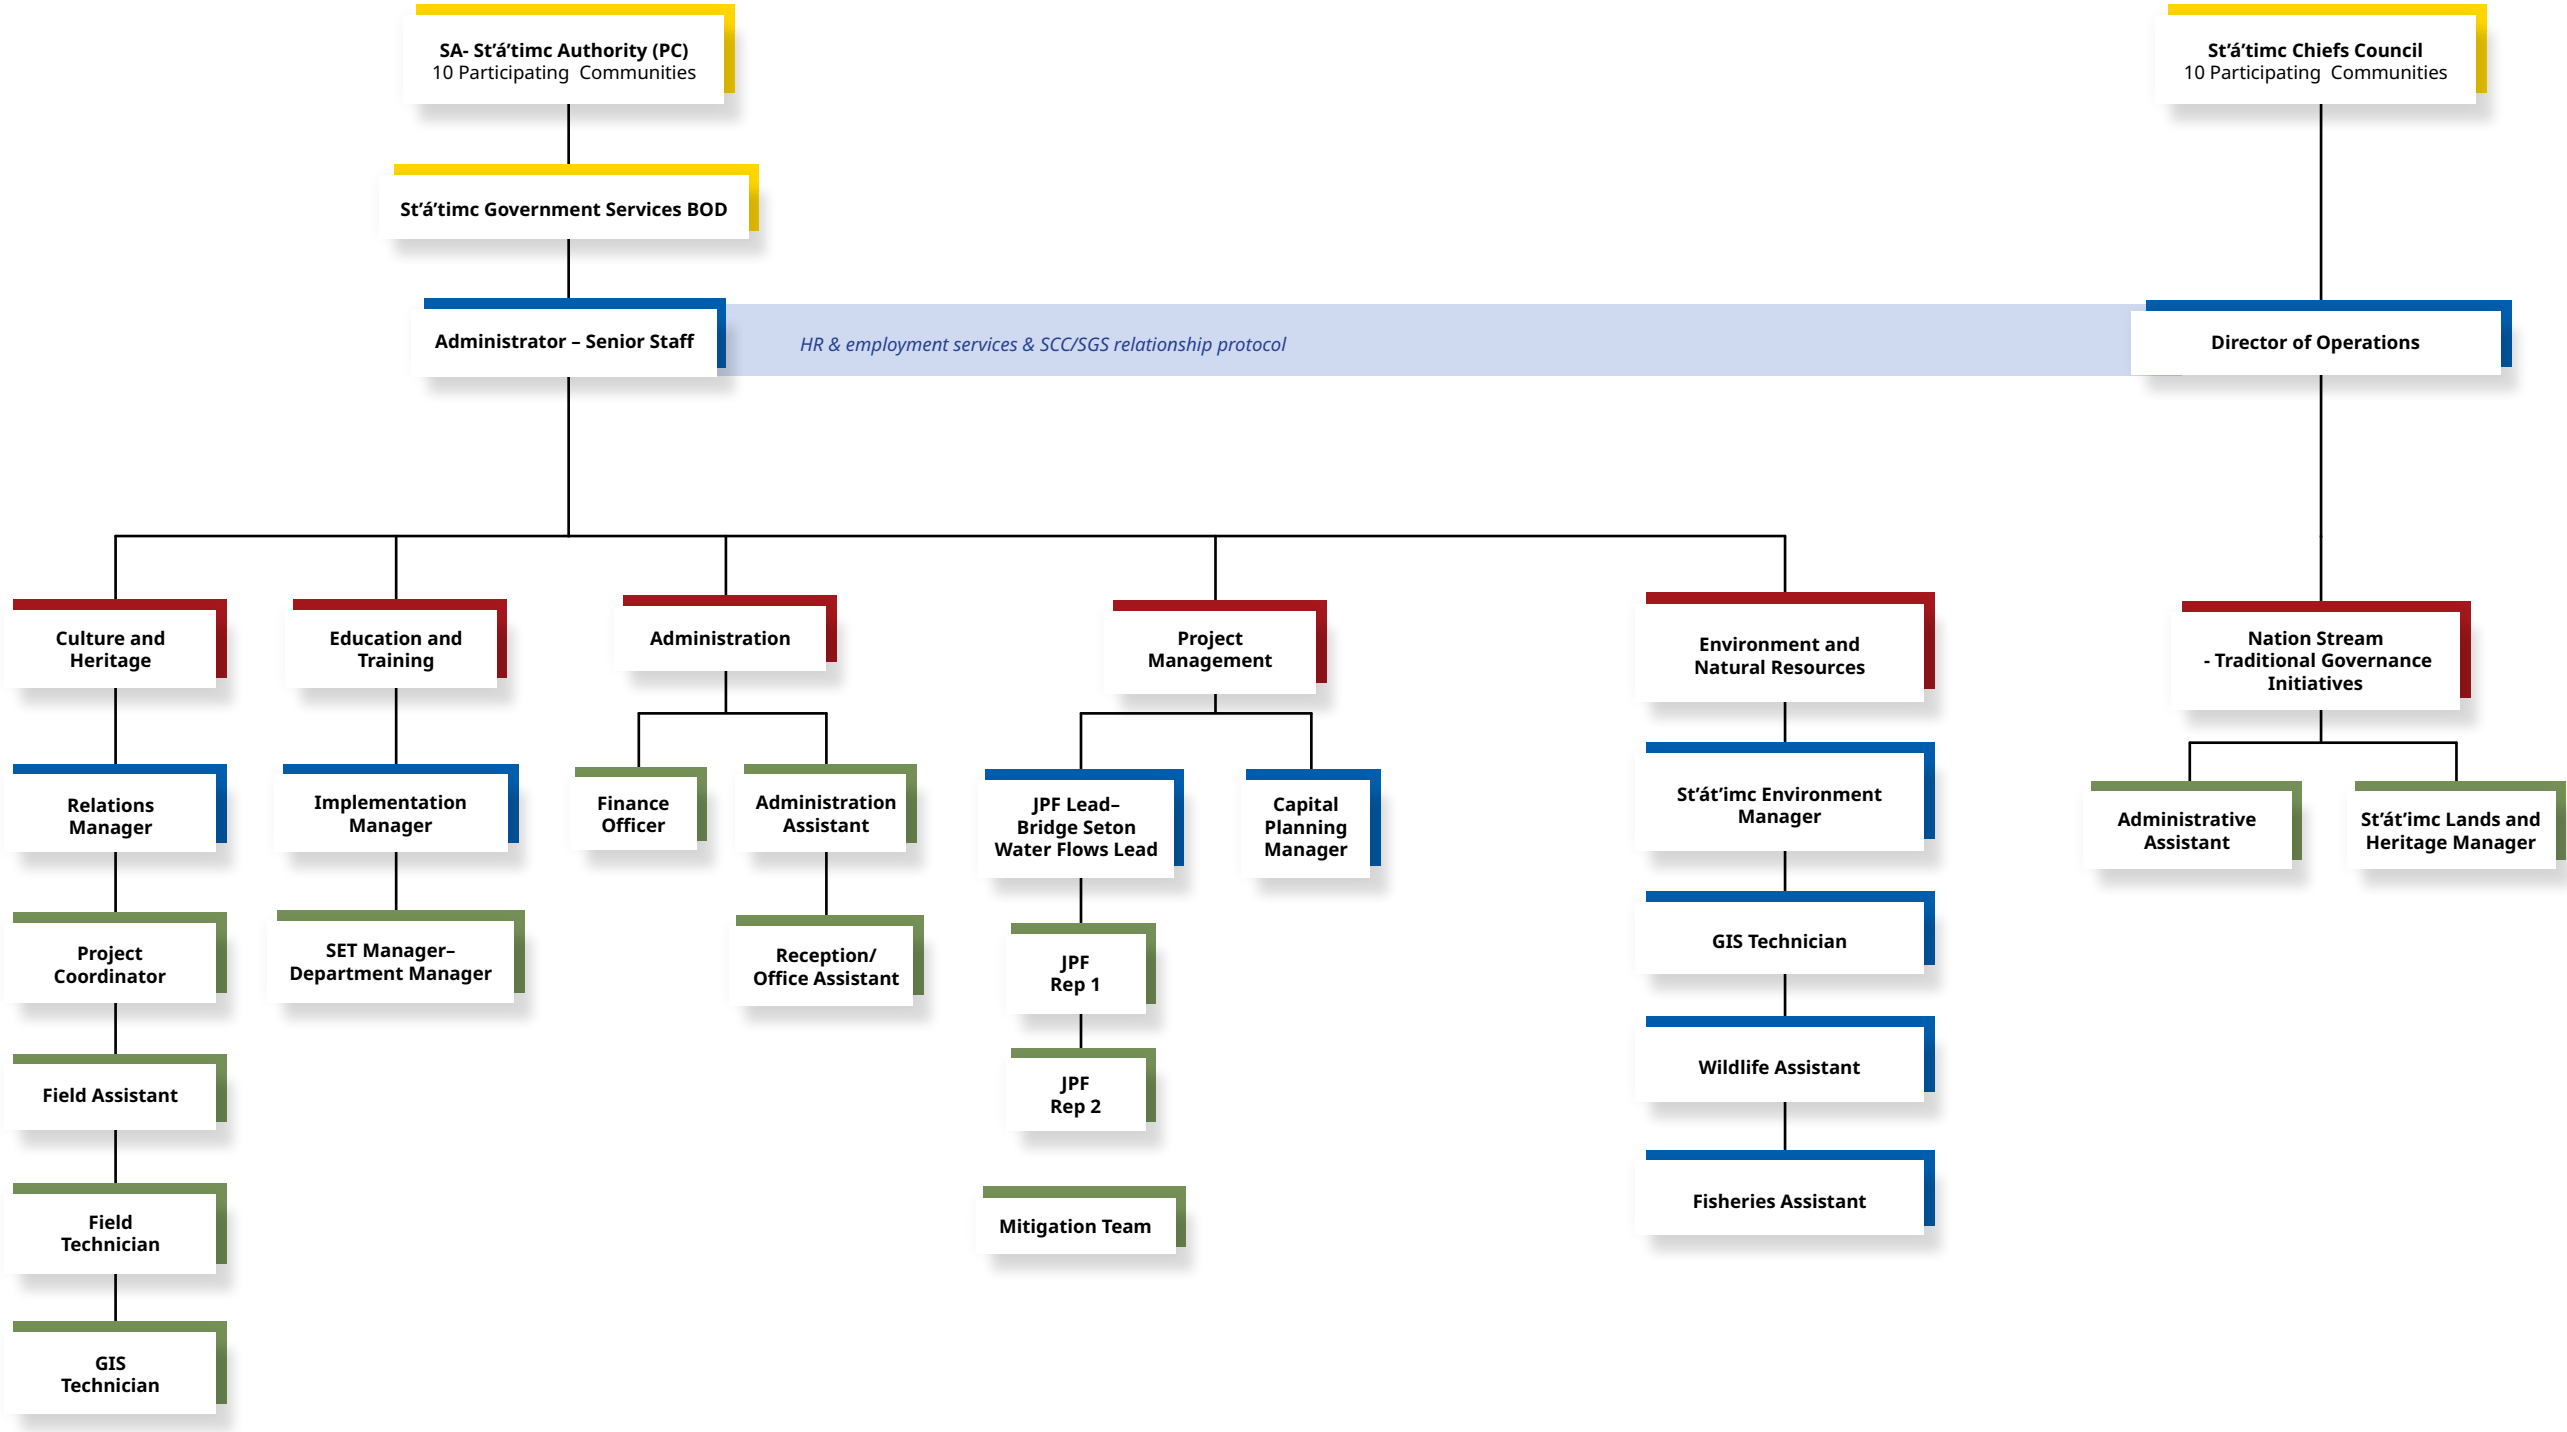 SA- St’á’timc Authority (PC)
10 Participating Communities
St’á’timc Chiefs Council
10 Participating Communities
St’á’timc Government Services BOD
Administrator – Senior Staff
HR & employment services & SCC/SGS relationship protocol
Director of Operations
Culture and
Heritage
Education and
Training
Administration
Project
Management
Environment and
Natural Resources
Nation Stream
- Traditional Governance
Initiatives
Relations
Manager
Implementation
Manager
Finance
Officer
Administration
Assistant
JPF Lead–
Bridge Seton
Water Flows Lead
Capital
Planning
Manager
St’át’imc Environment
Manager
Administrative
Assistant
St’át’imc Lands and
Heritage Manager
Project
Coordinator
SET Manager–
Department Manager
Reception/
Office Assistant
JPF
Rep 1
GIS Technician
Field Assistant
JPF
Rep 2
Wildlife Assistant
Field
Technician
Mitigation Team
Fisheries Assistant
GIS
Technician